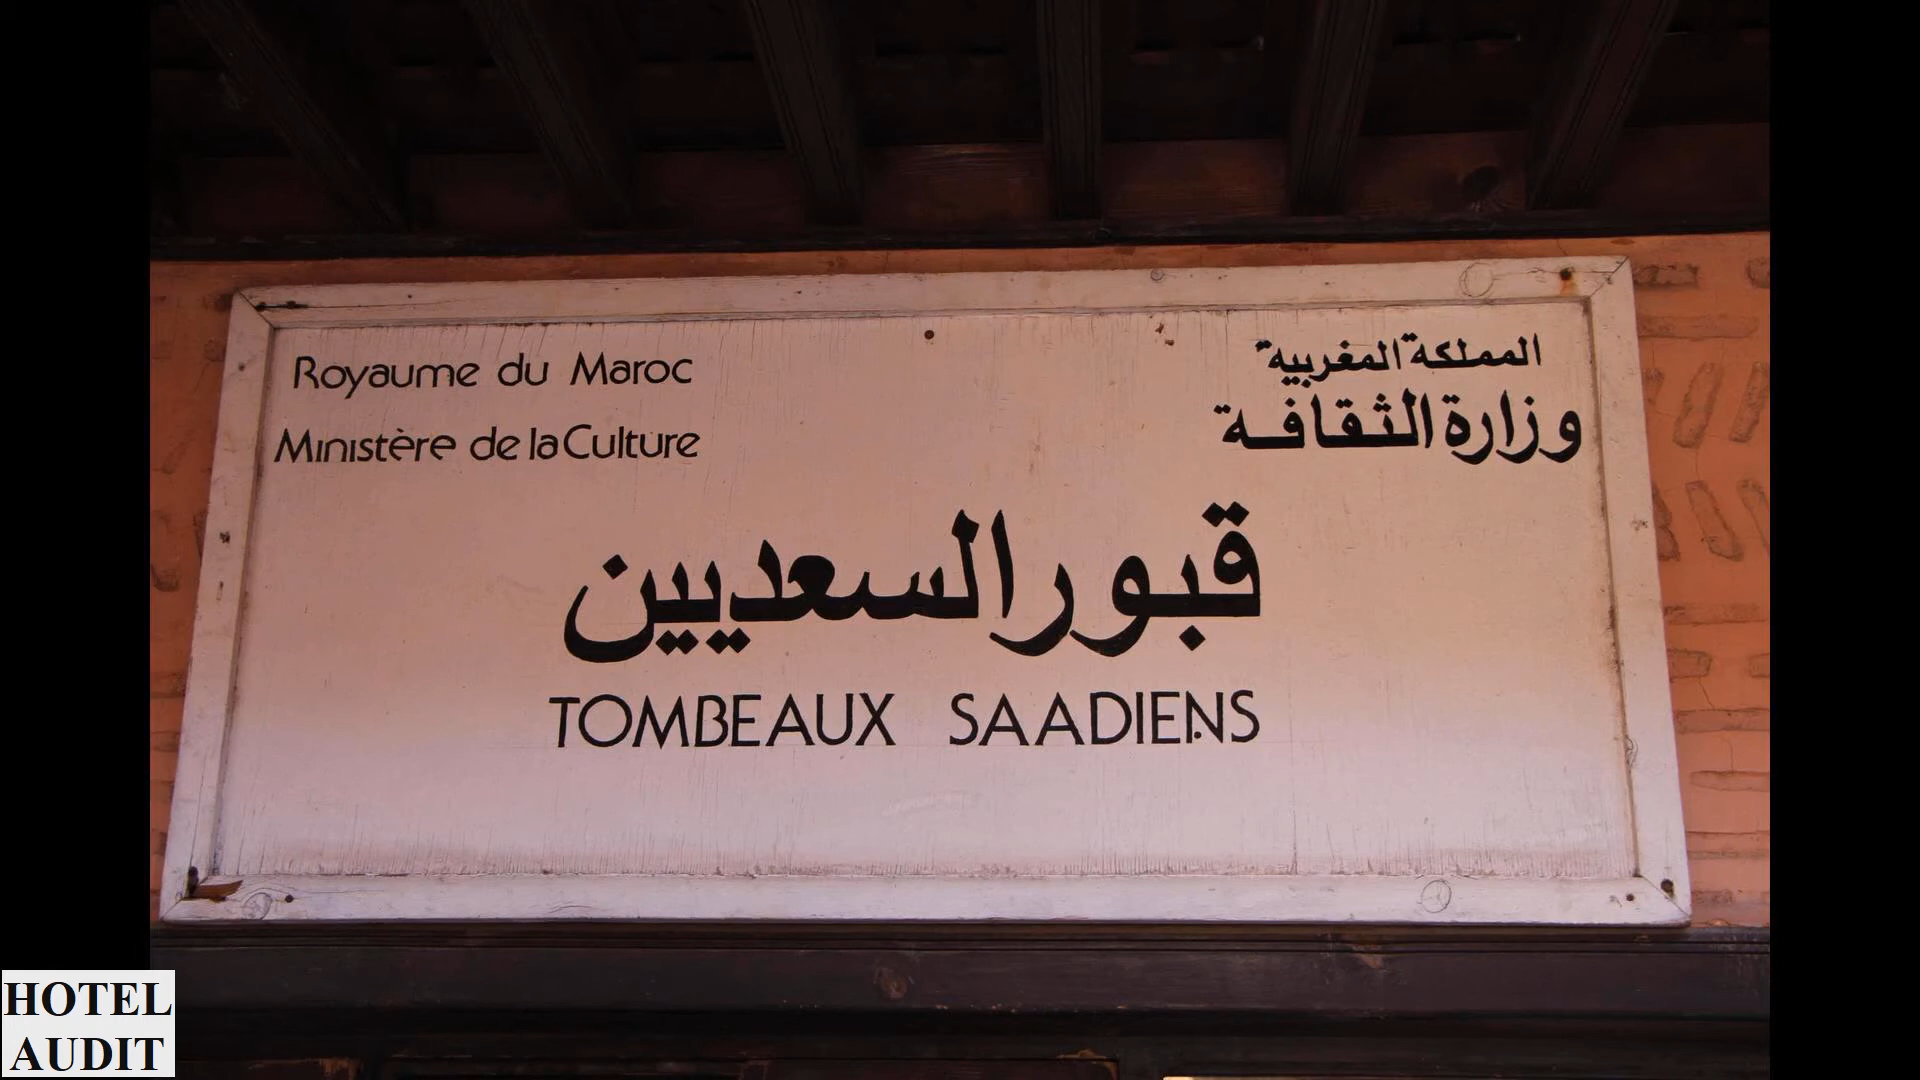 Royaume du Maroc
Ministère de la Culture
المملكة المغربية
وزارة الثقافة
قبور السعديين
TOMBEAUX SAADIENS
HOTEL
AUDIT